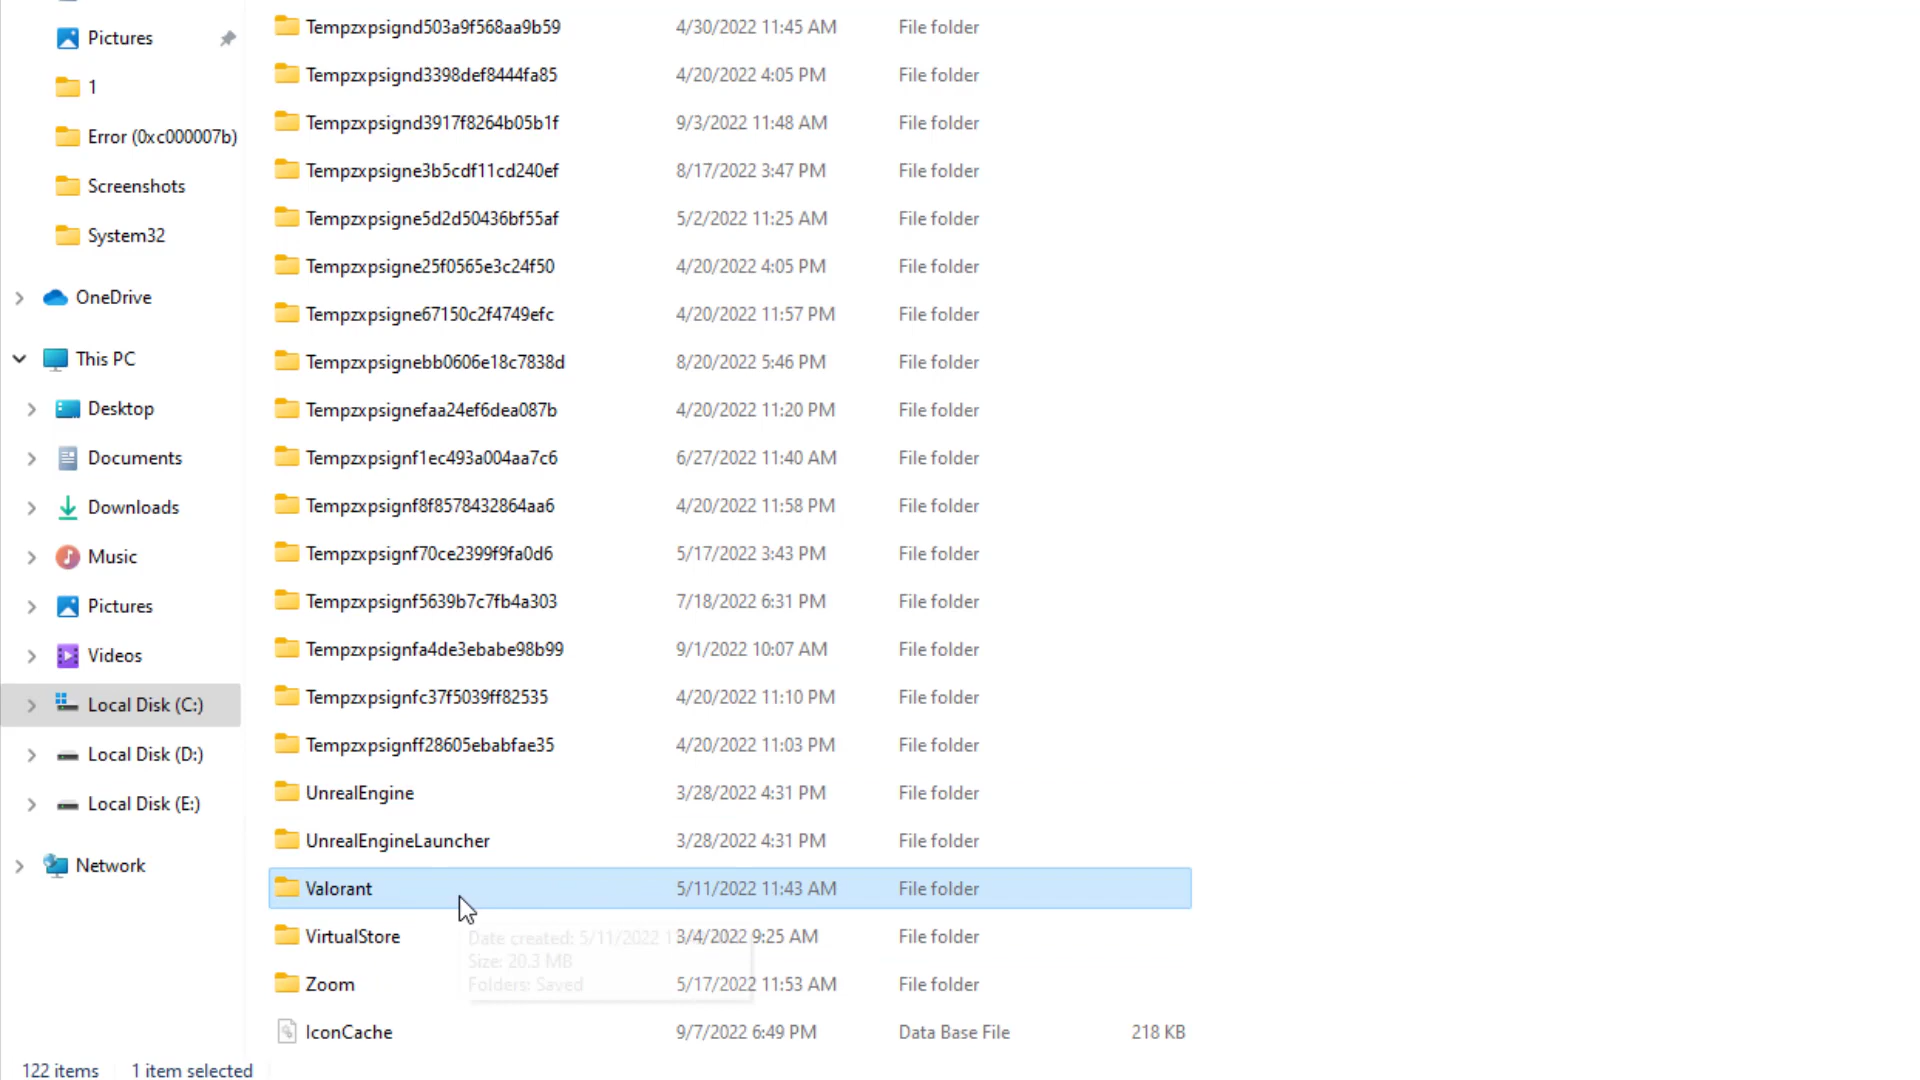 Pictures
1
Error (0xc000007b)
Screenshots
System32
OneDrive
This PC
Desktop
Documents
Downloads
Music
Pictures
Videos
Local Disk (C:)
Local Disk (D:)
Local Disk (E:)
Network
Tempzxpsignd503a9f568aa9b59 4/30/2022 11:45 AM File folder
Tempzxpsignd3398def8444fa85 4/20/2022 4:05 PM File folder
Tempzxpsignd3917f8264b05b1f 9/3/2022 11:48 AM File folder
Tempzxpsigne3b5cdf11cd240ef 8/17/2022 3:47 PM File folder
Tempzxpsigne5d2d50436bf55af 5/2/2022 11:25 AM File folder
Tempzxpsigne25f0565e3c24f50 4/20/2022 4:05 PM File folder
Tempzxpsigne67150c2f4749efc 4/20/2022 11:57 PM File folder
Tempzxpsignebb0606e18c7838d 8/20/2022 5:46 PM File folder
Tempzxpsignefaa24ef6dea087b 4/20/2022 11:20 PM File folder
Tempzxpsignf1ec493a004aa7c6 6/27/2022 11:40 AM File folder
Tempzxpsignf8f8578432864aa6 4/20/2022 11:58 PM File folder
Tempzxpsignf70ce2399f9fa0d6 5/17/2022 3:43 PM File folder
Tempzxpsignf5639b7c7fb4a303 7/18/2022 6:31 PM File folder
Tempzxpsignfa4de3ebabe98b99 9/1/2022 10:07 AM File folder
Tempzxpsignfc37f5039ff82535 4/20/2022 11:10 PM File folder
Tempzxpsignff28605ebabfae35 4/20/2022 11:03 PM File folder
UnrealEngine 3/28/2022 4:31 PM File folder
UnrealEngineLauncher 3/28/2022 4:31 PM File folder
Valorant 5/11/2022 11:43 AM File folder
VirtualStore 3/4/2022 9:25 AM File folder
Date created: 5/11/2022
Size: 20.3 MB
Folders: Saved
Zoom 5/17/2022 11:53 AM File folder
IconCache 9/7/2022 6:49 PM Data Base File 218 KB
122 items 1 item selected